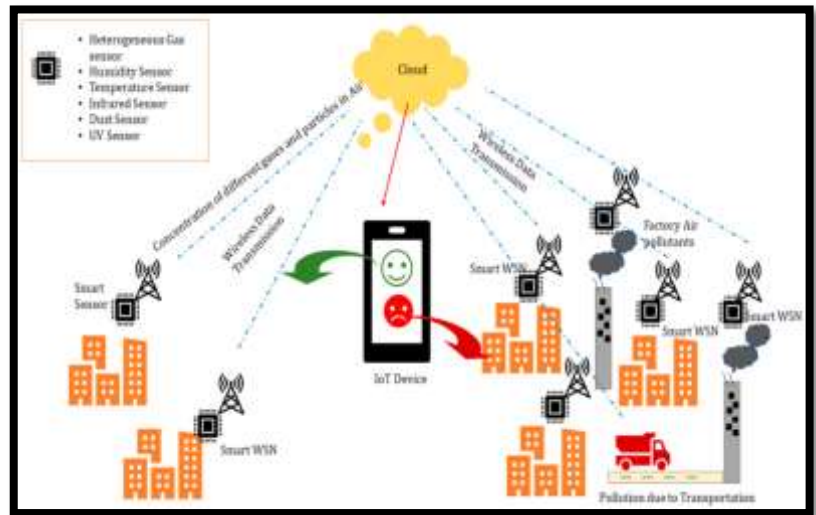 • Heterogeneous Gas
sensor
• Humidity Sensor
• Temperature Sensor
• Infrared Sensor
• Dust Sensor
• UV Sensor
Cloud
Concentration of different gases and particles in Air
Wireless Data
Transmission
Wireless Data
Transmission
Factory Air
pollutants
Smart
Sensor
Smart WSN
Smart WSN
Smart WSN
IoT Device
Smart WSN
Pollution due to Transportation